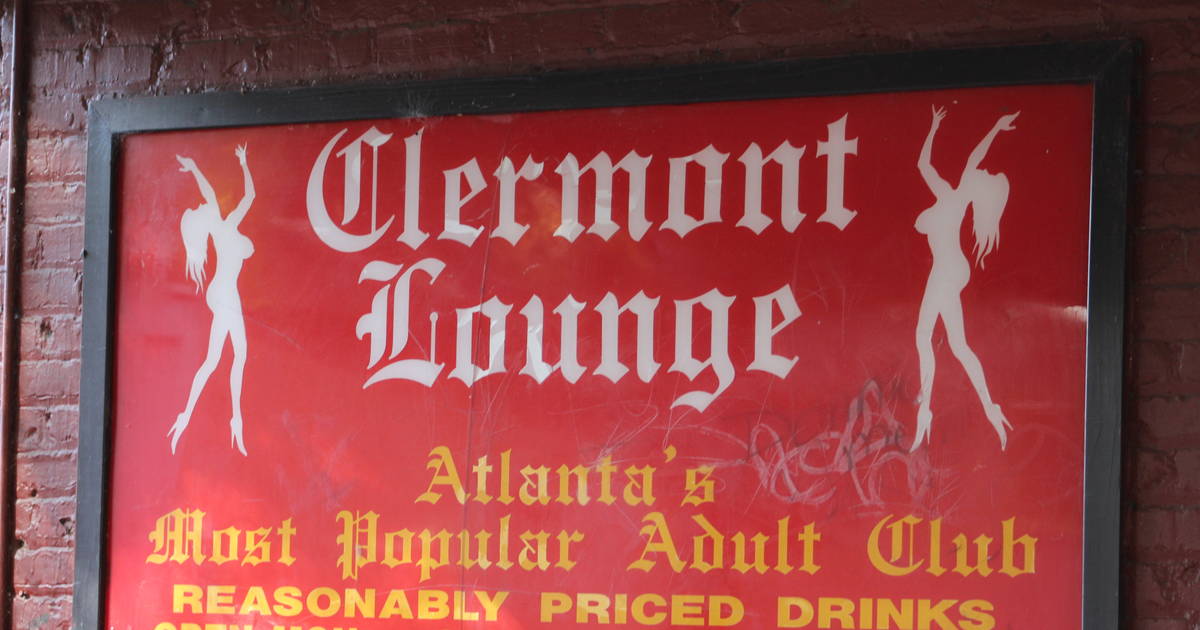 Clermont
Lounge
Atlanta's
Most Popular Adult Club
REASONABLY PRICED DRINKS